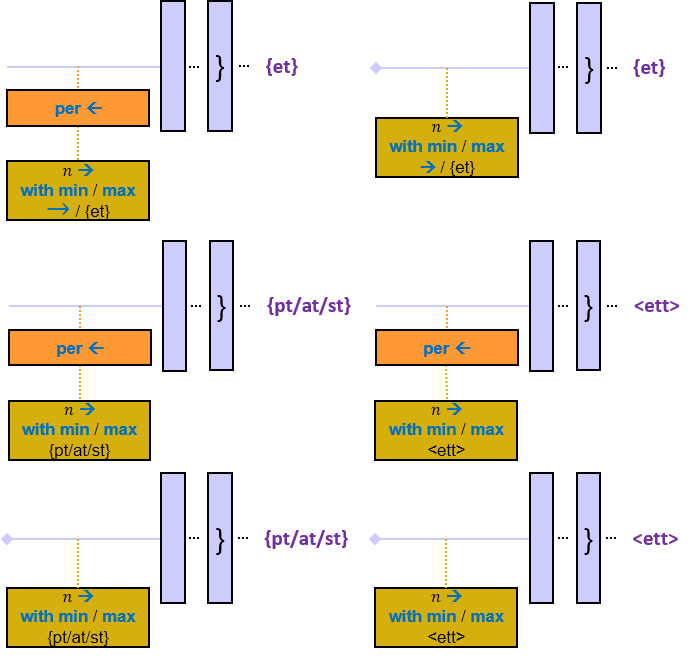 } ··· {et}
per ←
n →
with min / max
→ / {et}
} ··· {et}
n →
with min / max
→ / {et}
} ··· {pt/at/st}
per ←
n →
with min / max
{pt/at/st}
} ··· <ett>
per ←
n →
with min / max
<ett>
} ··· {pt/at/st}
n →
with min / max
{pt/at/st}
} ··· <ett>
n →
with min / max
<ett>